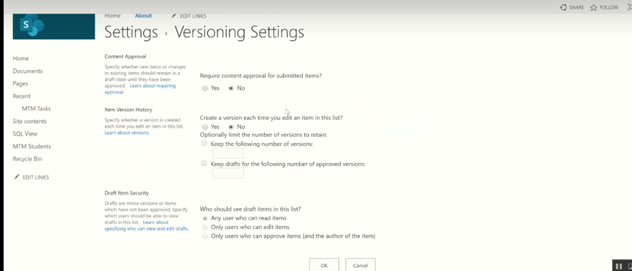 SHARE FOLLOW
Home About EDIT LINKS
S
Settings › Versioning Settings
Home
Documents
Pages
Recent
MTM Tasks
Site contents
SQL View
MTM Students
Recycle Bin
EDIT LINKS
Content Approval
Specify whether new items or changes
to existing items should remain in a
draft state until they have been
approved. Learn about requiring
approval.
Require content approval for submitted items?
Yes No
Item Version History
Specify whether a version is created
each time you edit an item in this list.
Learn about versions.
Create a version each time you edit an item in this list?
Yes No
Optionally limit the number of versions to retain:
Keep the following number of versions:
Keep drafts for the following number of approved versions:
Draft Item Security
Drafts are minor versions or items
which have not been approved. Specify
which users should be able to view
drafts in this list. Learn about
specifying who can view and edit drafts.
Who should see draft items in this list?
Any user who can read items
Only users who can edit items
Only users who can approve items (and the author of the item)
OK Cancel